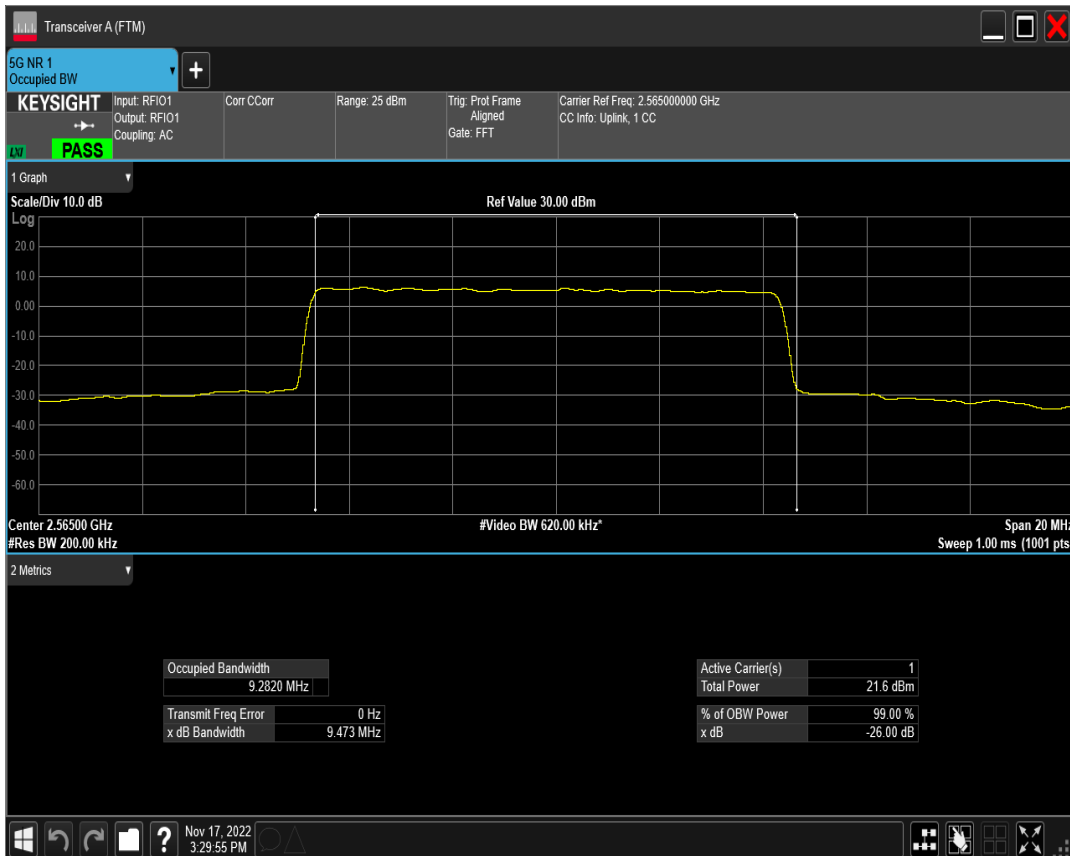 Transceiver A (FTM)
5G NR 1
Occupied BW
+
KEYSIGHT
Input: RFIO1
Output: RFIO1
Coupling: AC
Corr CCorr
Range: 25 dBm
Trig: Prot Frame
Aligned
Gate: FFT
Carrier Ref Freq: 2.565000000 GHz
CC Info: Uplink, 1 CC
LXI
PASS
1 Graph
Scale/Div 10.0 dB
Ref Value 30.00 dBm
Log
20.0
10.0
0.00
-10.0
-20.0
-30.0
-40.0
-50.0
-60.0
Center 2.56500 GHz
#Video BW 620.00 kHz*
Span 20 MHz
#Res BW 200.00 kHz
Sweep 1.00 ms (1001 pts
2 Metrics
Occupied Bandwidth
9.2820 MHz
Transmit Freq Error 0 Hz
x dB Bandwidth 9.473 MHz
Active Carrier(s) 1
Total Power 21.6 dBm
% of OBW Power 99.00 %
x dB -26.00 dB
?
Nov 17, 2022
3:29:55 PM